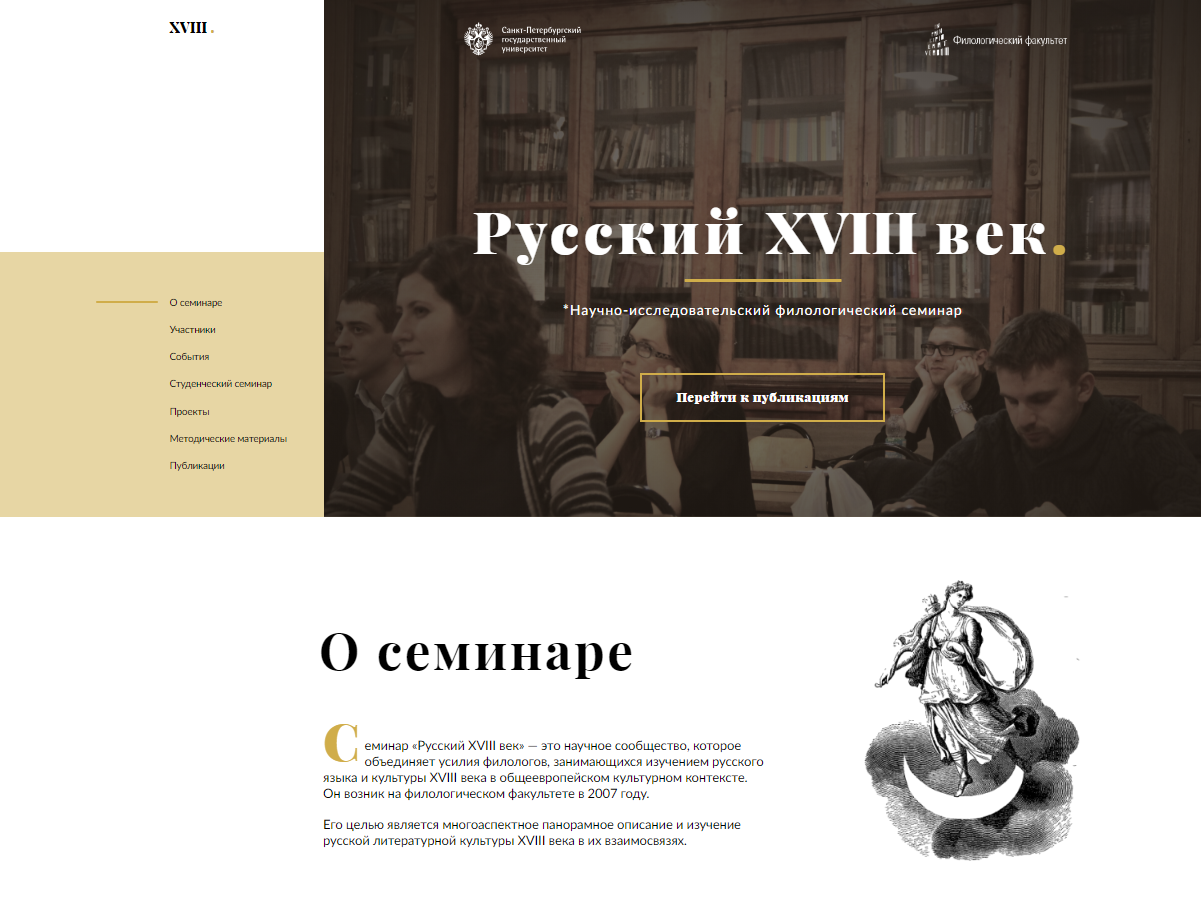 XVIII.
Санкт-Петербургский
государственный
университет
Филологический факультет
Русский XVIII век.
*Научно-исследовательский филологический семинар
Перейти к публикациям
О семинаре
Участники
События
Студенческий семинар
Проекты
Методические материалы
Публикации
О семинаре
Семинар «Русский XVIII век» — это научное сообщество, которое
объединяет усилия филологов, занимающихся изучением русского
языка и культуры XVIII века в общеевропейском культурном контексте.
Он возник на филологическом факультете в 2007 году.
Его целью является многоаспектное панорамное описание и изучение
русской литературной культуры XVIII века в их взаимосвязях.